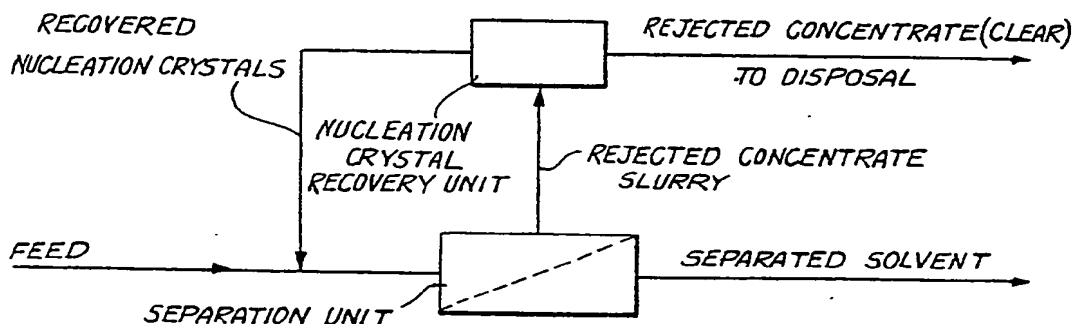 RECOVERED
NUCLEATION CRYSTALS
REJECTED CONCENTRATE (CLEAR)
TO DISPOSAL
NUCLEATION
CRYSTAL
RECOVERY UNIT
REJECTED CONCENTRATE
SLURRY
FEED
SEPARATED SOLVENT
SEPARATION UNIT